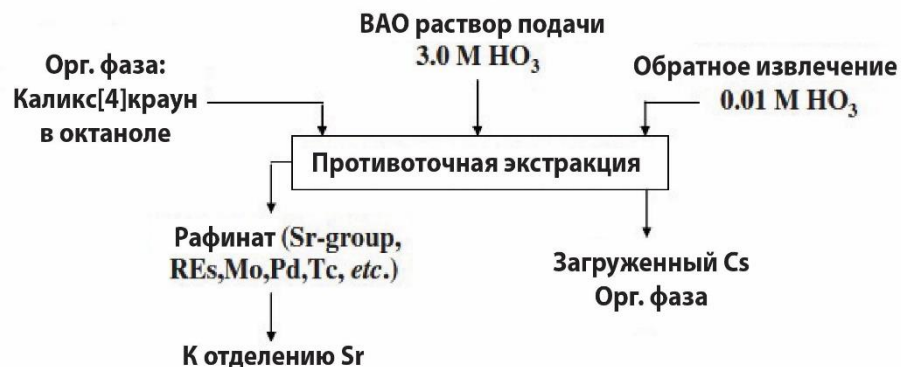 ВАО раствор подачи
3.0 M HO3
Орг. фаза:
Каликс[4]краун
в октаноле
Обратное извлечение
0.01 M HO3
Противоточная экстракция
Рафинат (Sr-group,
REs,Mo,Pd,Tc, etc.)
Загруженный Cs
Орг. фаза
К отделению Sr